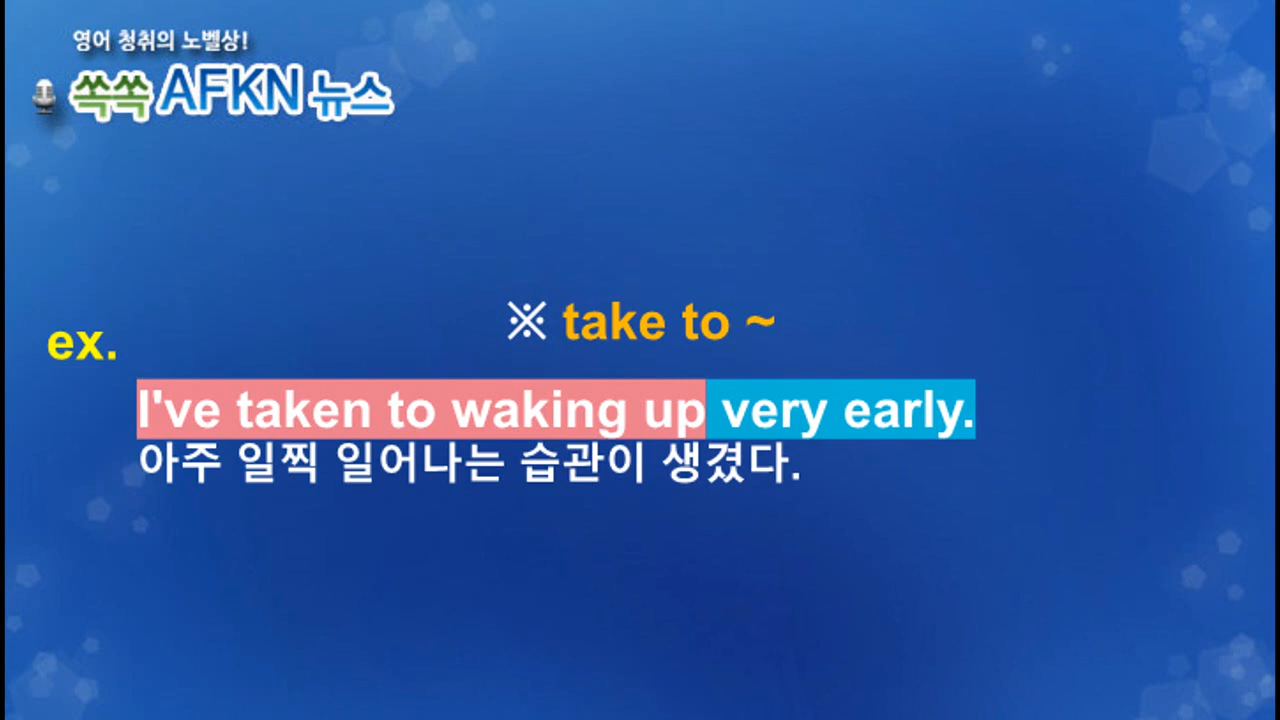 영어 청취의 노벨상!
쏙쏙 AFKN 뉴스
※ take to ~
ex.
I've taken to waking up very early.
아주 일찍 일어나는 습관이 생겼다.